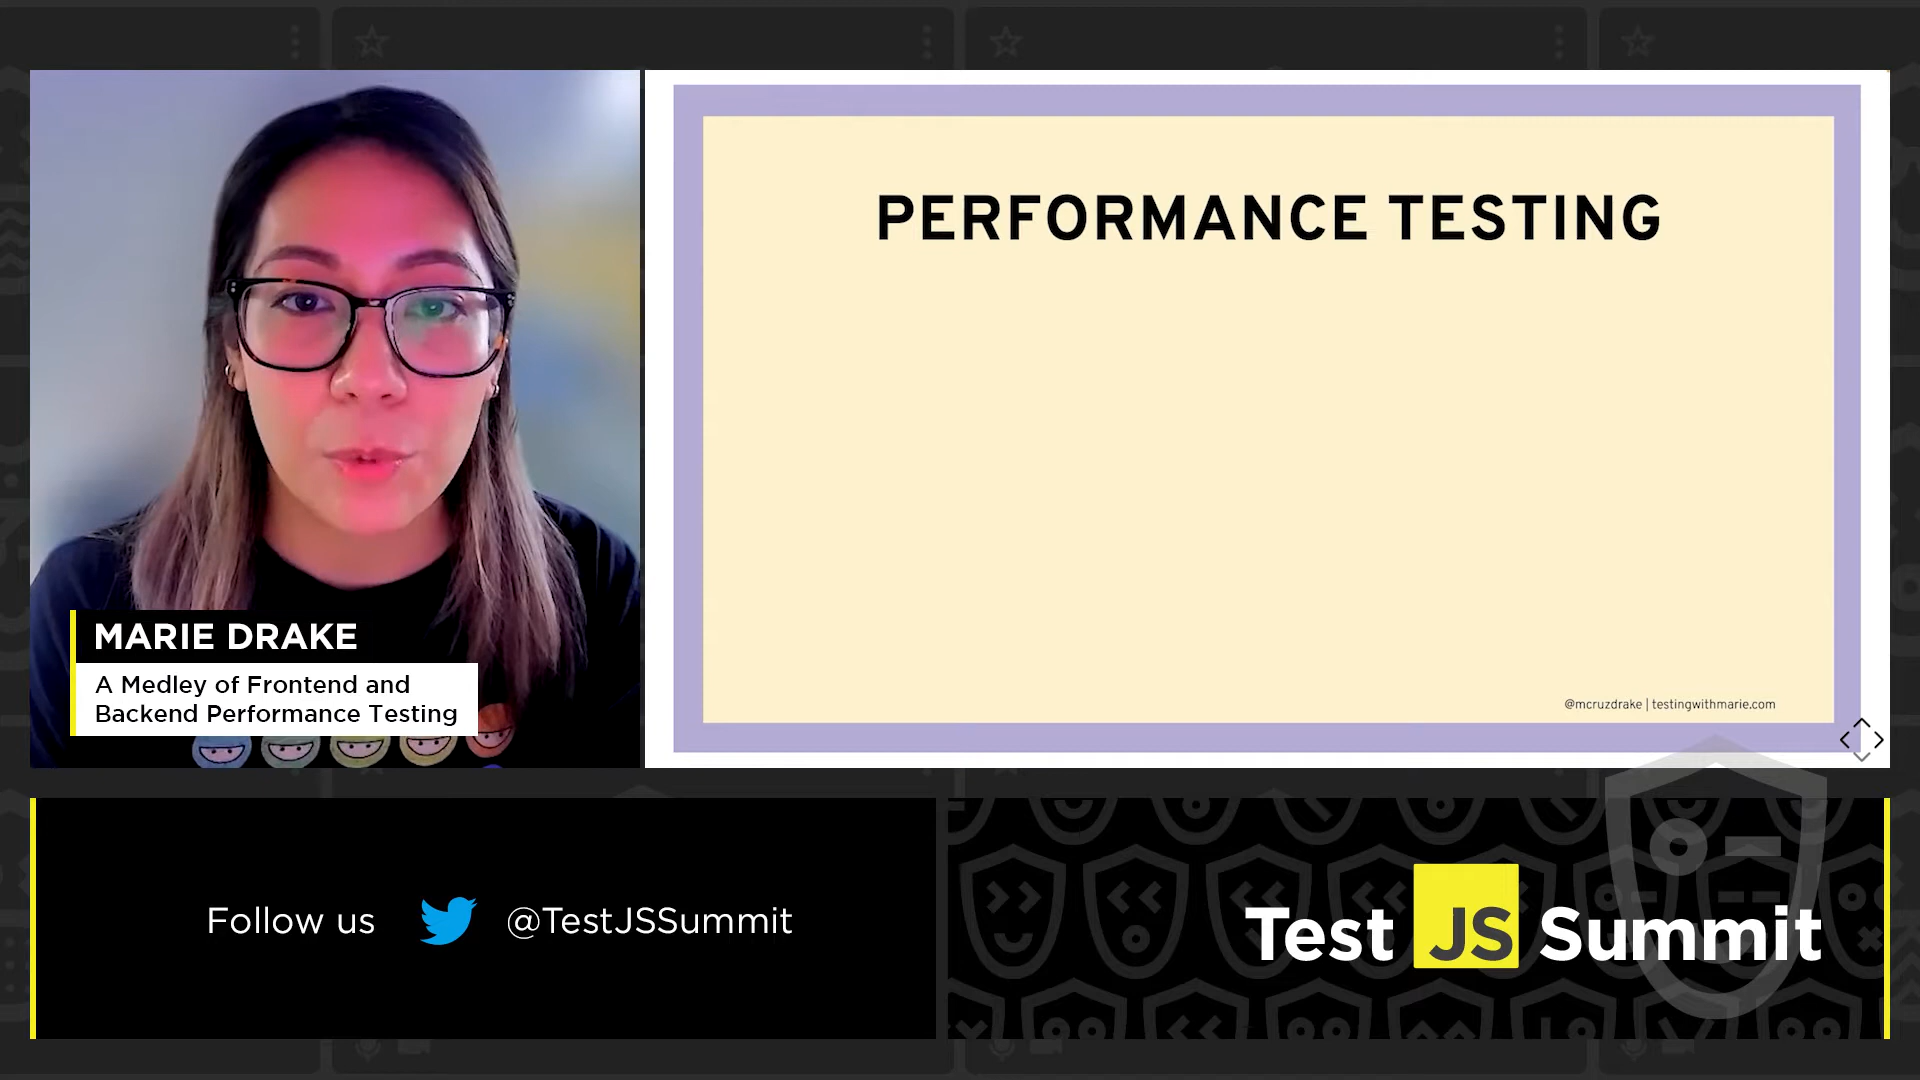 PERFORMANCE TESTING
@mcruzdrake | testingwithmarie.com
MARIE DRAKE
A Medley of Frontend and
Backend Performance Testing
Follow us @TestJSSummit
Test JS Summit